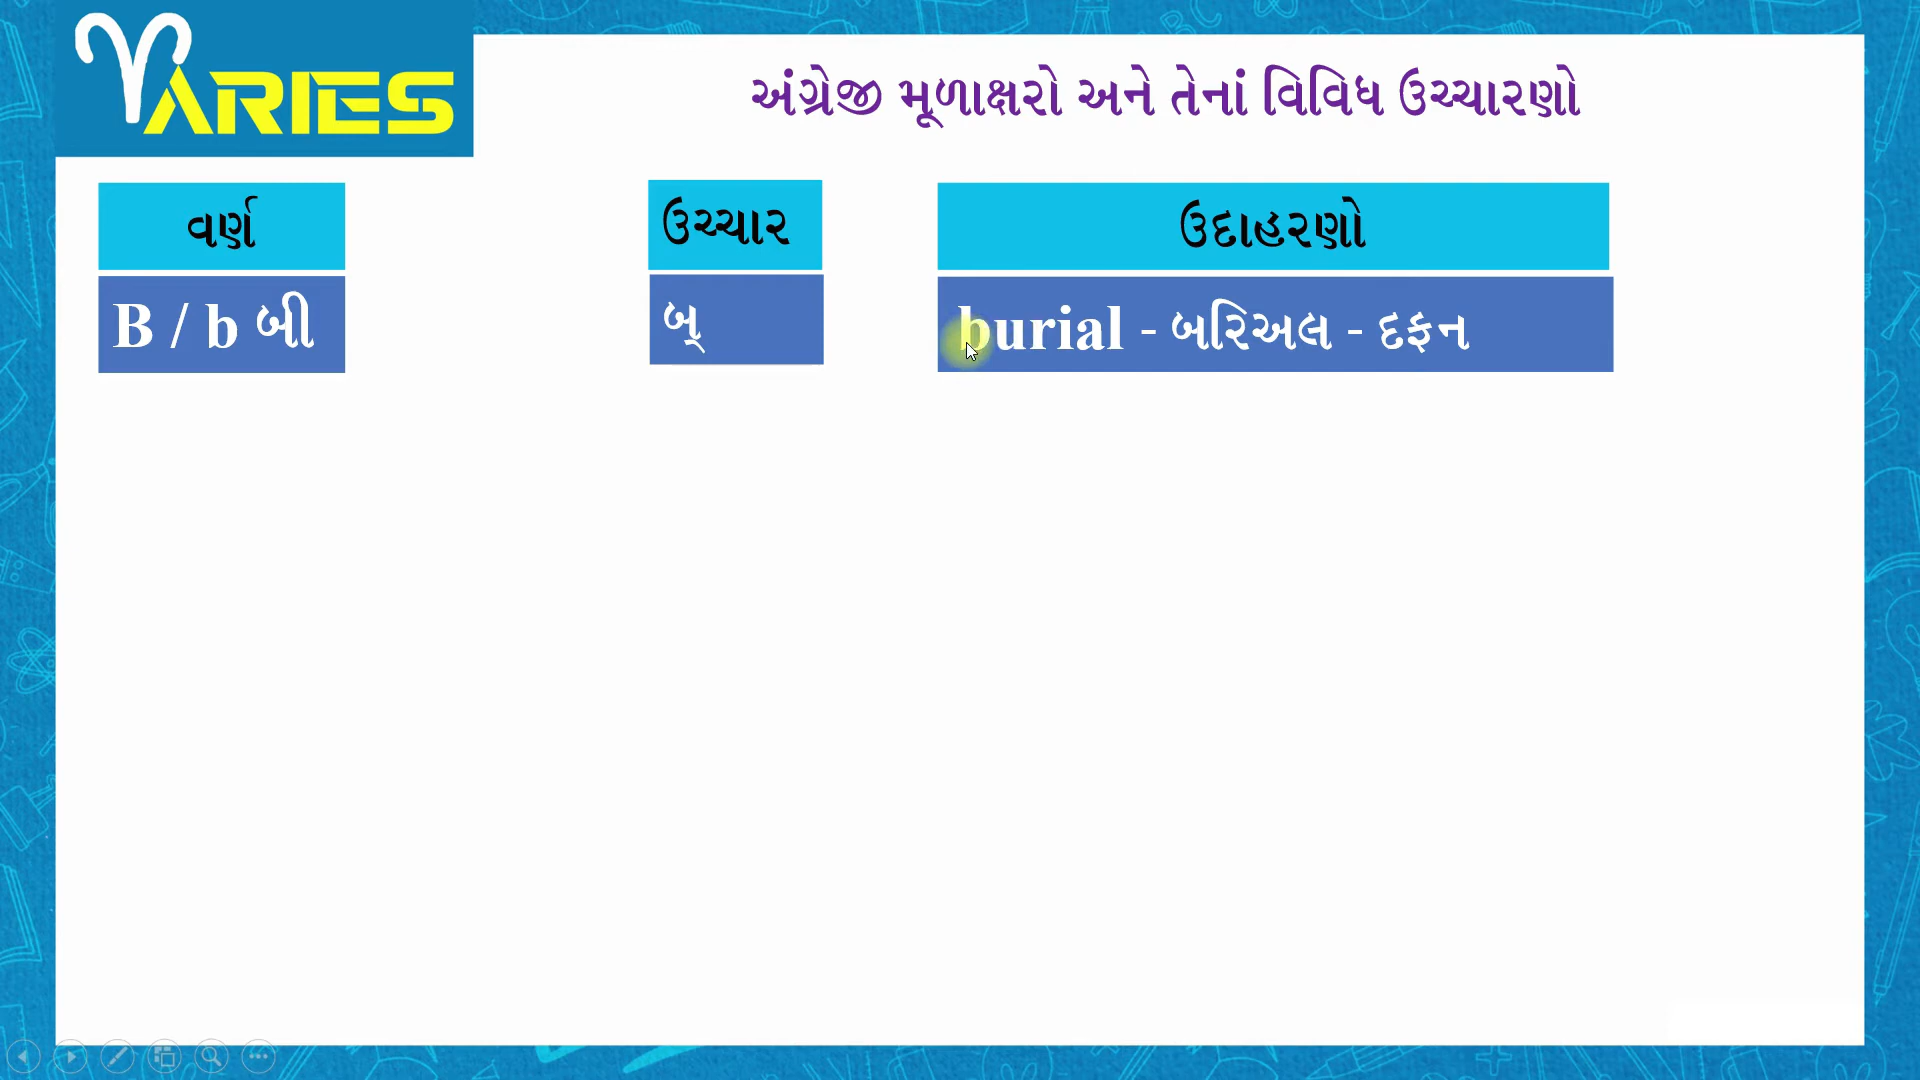 ARIES
અંગ્રેજી મૂળાક્ષરો અને તેનાં વિવિધ ઉચ્ચારણો
વર્ણ ઉચ્ચાર ઉદાહરણો
B / b બી બ્ burial - બરિઅલ - દફન